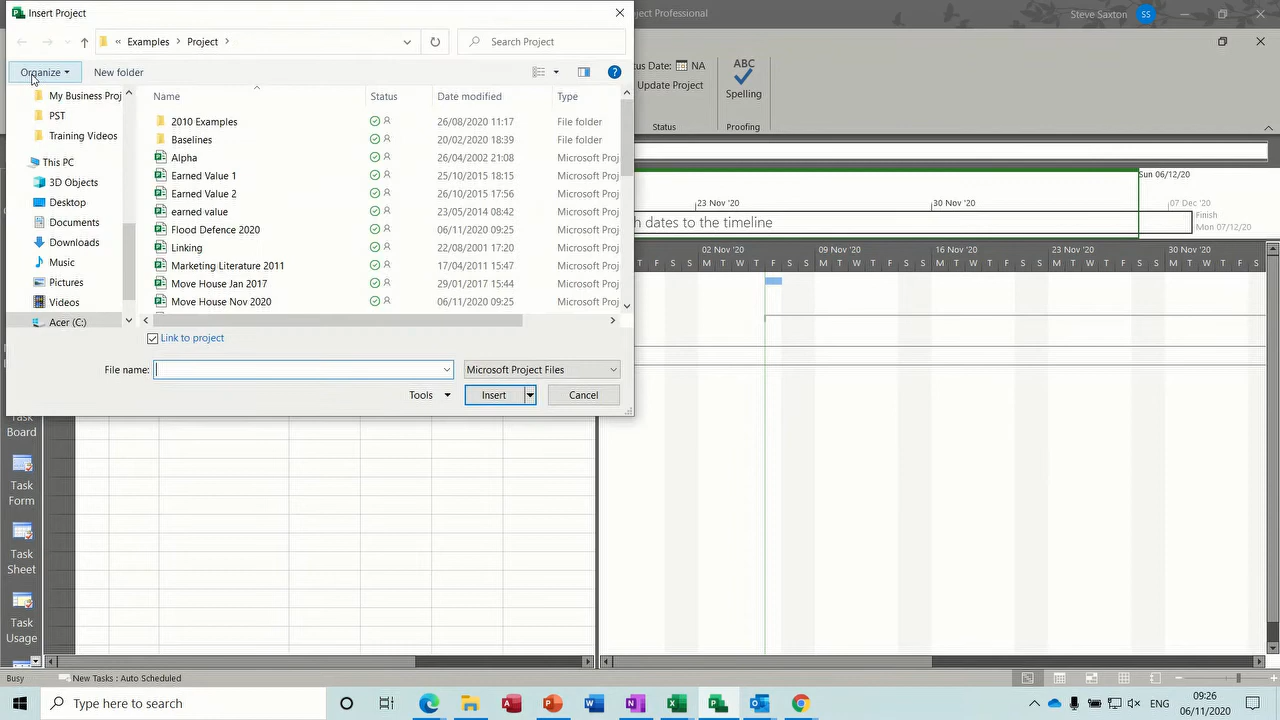 Insert Project
oject Professional
Steve Saxton
SS
« Examples > Project >
Search Project
Organize
New folder
?
My Business Proj
PST
Training Videos
This PC
3D Objects
Desktop
Documents
Downloads
Music
Pictures
Videos
Acer (C:)
Name
Status
Date modified
Type
2010 Examples 26/08/2020 11:17 File folder
Baselines 20/02/2020 18:39 File folder
Alpha 26/04/2002 21:08 Microsoft Proj
Earned Value 1 25/10/2015 18:15 Microsoft Proj
Earned Value 2 26/10/2015 17:56 Microsoft Proj
earned value 23/05/2014 08:42 Microsoft Proj
Flood Defence 2020 06/11/2020 09:25 Microsoft Proj
Linking 22/08/2001 17:20 Microsoft Proj
Marketing Literature 2011 17/04/2011 15:47 Microsoft Proj
Move House Jan 2017 29/01/2017 15:44 Microsoft Proj
Move House Nov 2020 06/11/2020 09:25 Microsoft Proj
Link to project
File name:
Microsoft Project Files
Tools
Insert
Cancel
tus Date: NA
Update Project
Status
ABC
Spelling
Proofing
Sun 06/12/20
23 Nov '20
30 Nov '20
07 Dec '20
h dates to the timeline
Finish
Mon 07/12/20
02 Nov '20 09 Nov '20 16 Nov '20 23 Nov '20 30 Nov '20
T F S S M T W T F S S M T W T F S S M T W T F S S M T W T F S S M T W T F S
Task
Board
Task
Form
Task
Sheet
Task
Usage
Busy
New Tasks : Auto Scheduled
Type here to search
ENG
09:26
06/11/2020